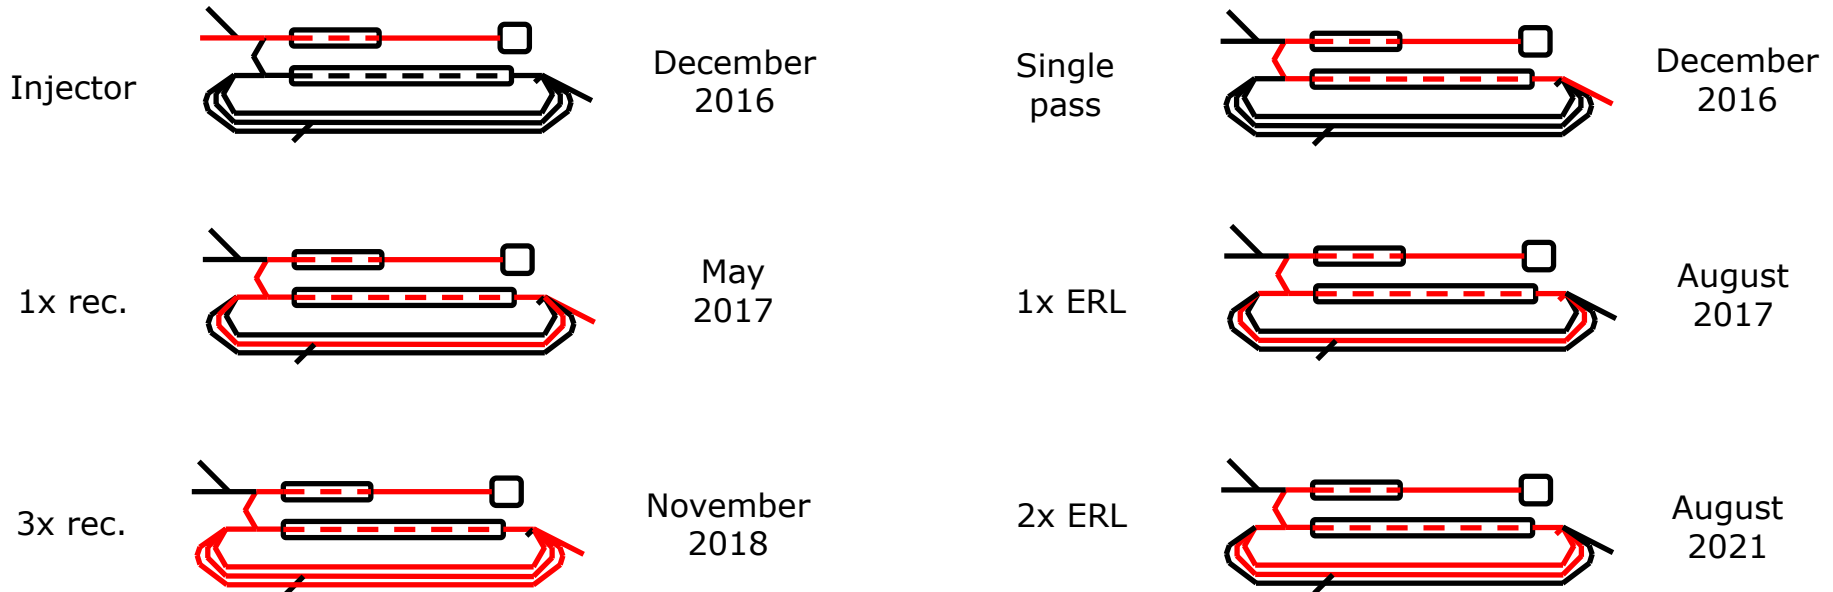 Injector
December
2016
Single
pass
December
2016
1x rec.
May
2017
1x ERL
August
2017
3x rec.
November
2018
2x ERL
August
2021